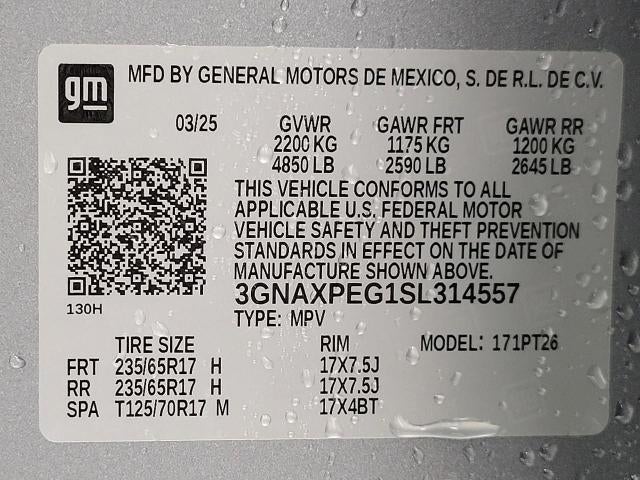 gm
MFD BY GENERAL MOTORS DE MEXICO, S. DE R.L. DE C.V.
03/25 GVWR GAWR FRT GAWR RR
2200 KG 1175 KG 1200 KG
4850 LB 2590 LB 2645 LB
THIS VEHICLE CONFORMS TO ALL
APPLICABLE U.S. FEDERAL MOTOR
VEHICLE SAFETY AND THEFT PREVENTION
STANDARDS IN EFFECT ON THE DATE OF
MANUFACTURE SHOWN ABOVE.
3GNAXPEG1SL314557
130H
TYPE: MPV
TIRE SIZE RIM MODEL: 171PT26
FRT 235/65R17 H 17X7.5J
RR 235/65R17 H 17X7.5J
SPA T125/70R17 M 17X4BT